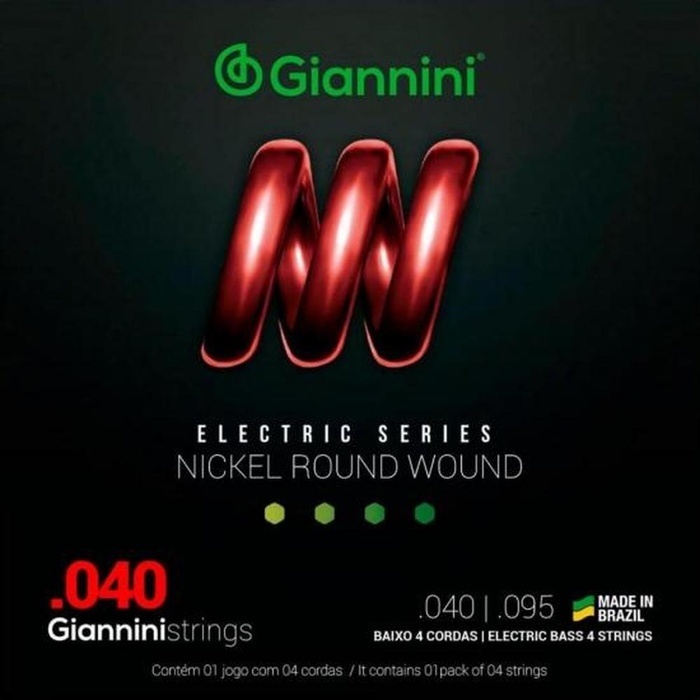 Giannini®
ELECTRIC SERIES
NICKEL ROUND WOUND
.040
Gianninistrings
.040 | .095
MADE IN
BRAZIL
BAIXO 4 CORDAS | ELECTRIC BASS 4 STRINGS
Contém 01 jogo com 04 cordas / It contains 01pack of 04 strings